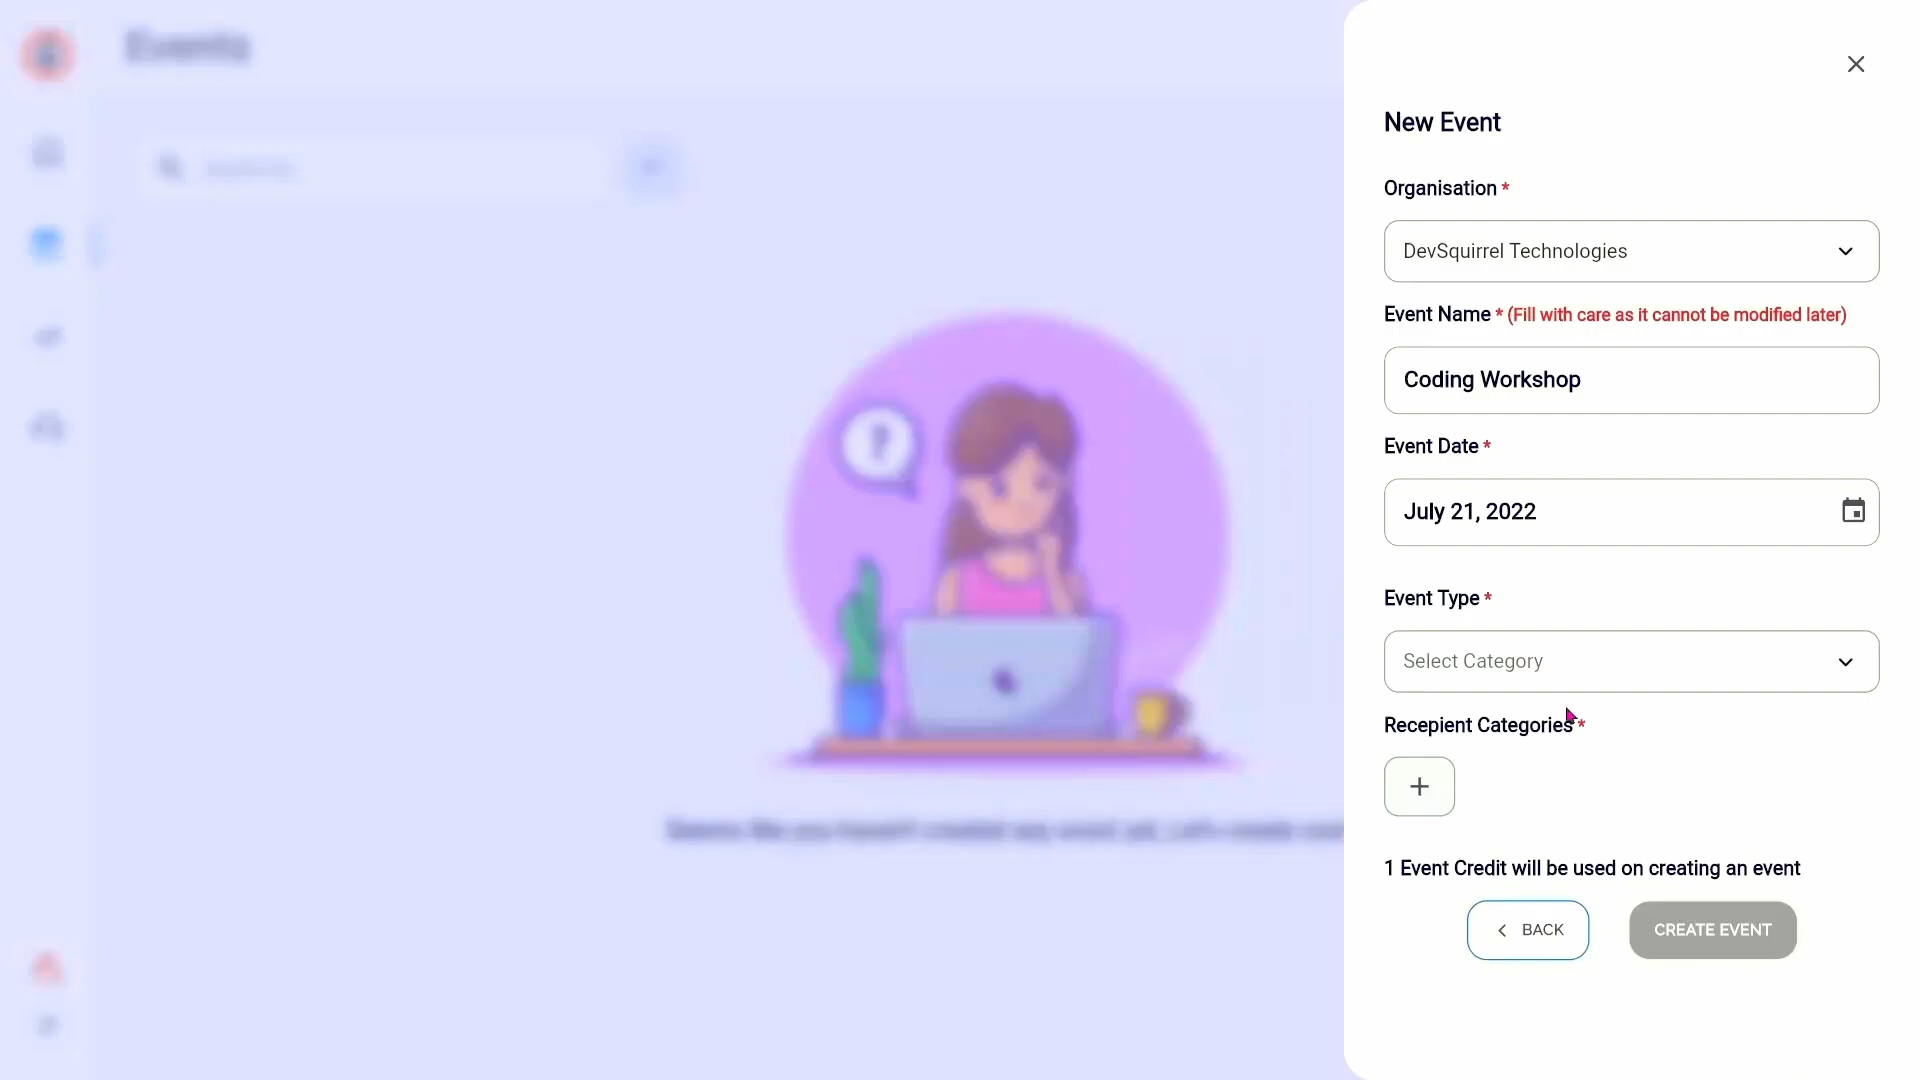 Events
New Event
Organisation *
DevSquirrel Technologies
Event Name * (Fill with care as it cannot be modified later)
Coding Workshop
Event Date *
July 21, 2022
Event Type *
Select Category
Recepient Categories *
1 Event Credit will be used on creating an event
BACK
CREATE EVENT